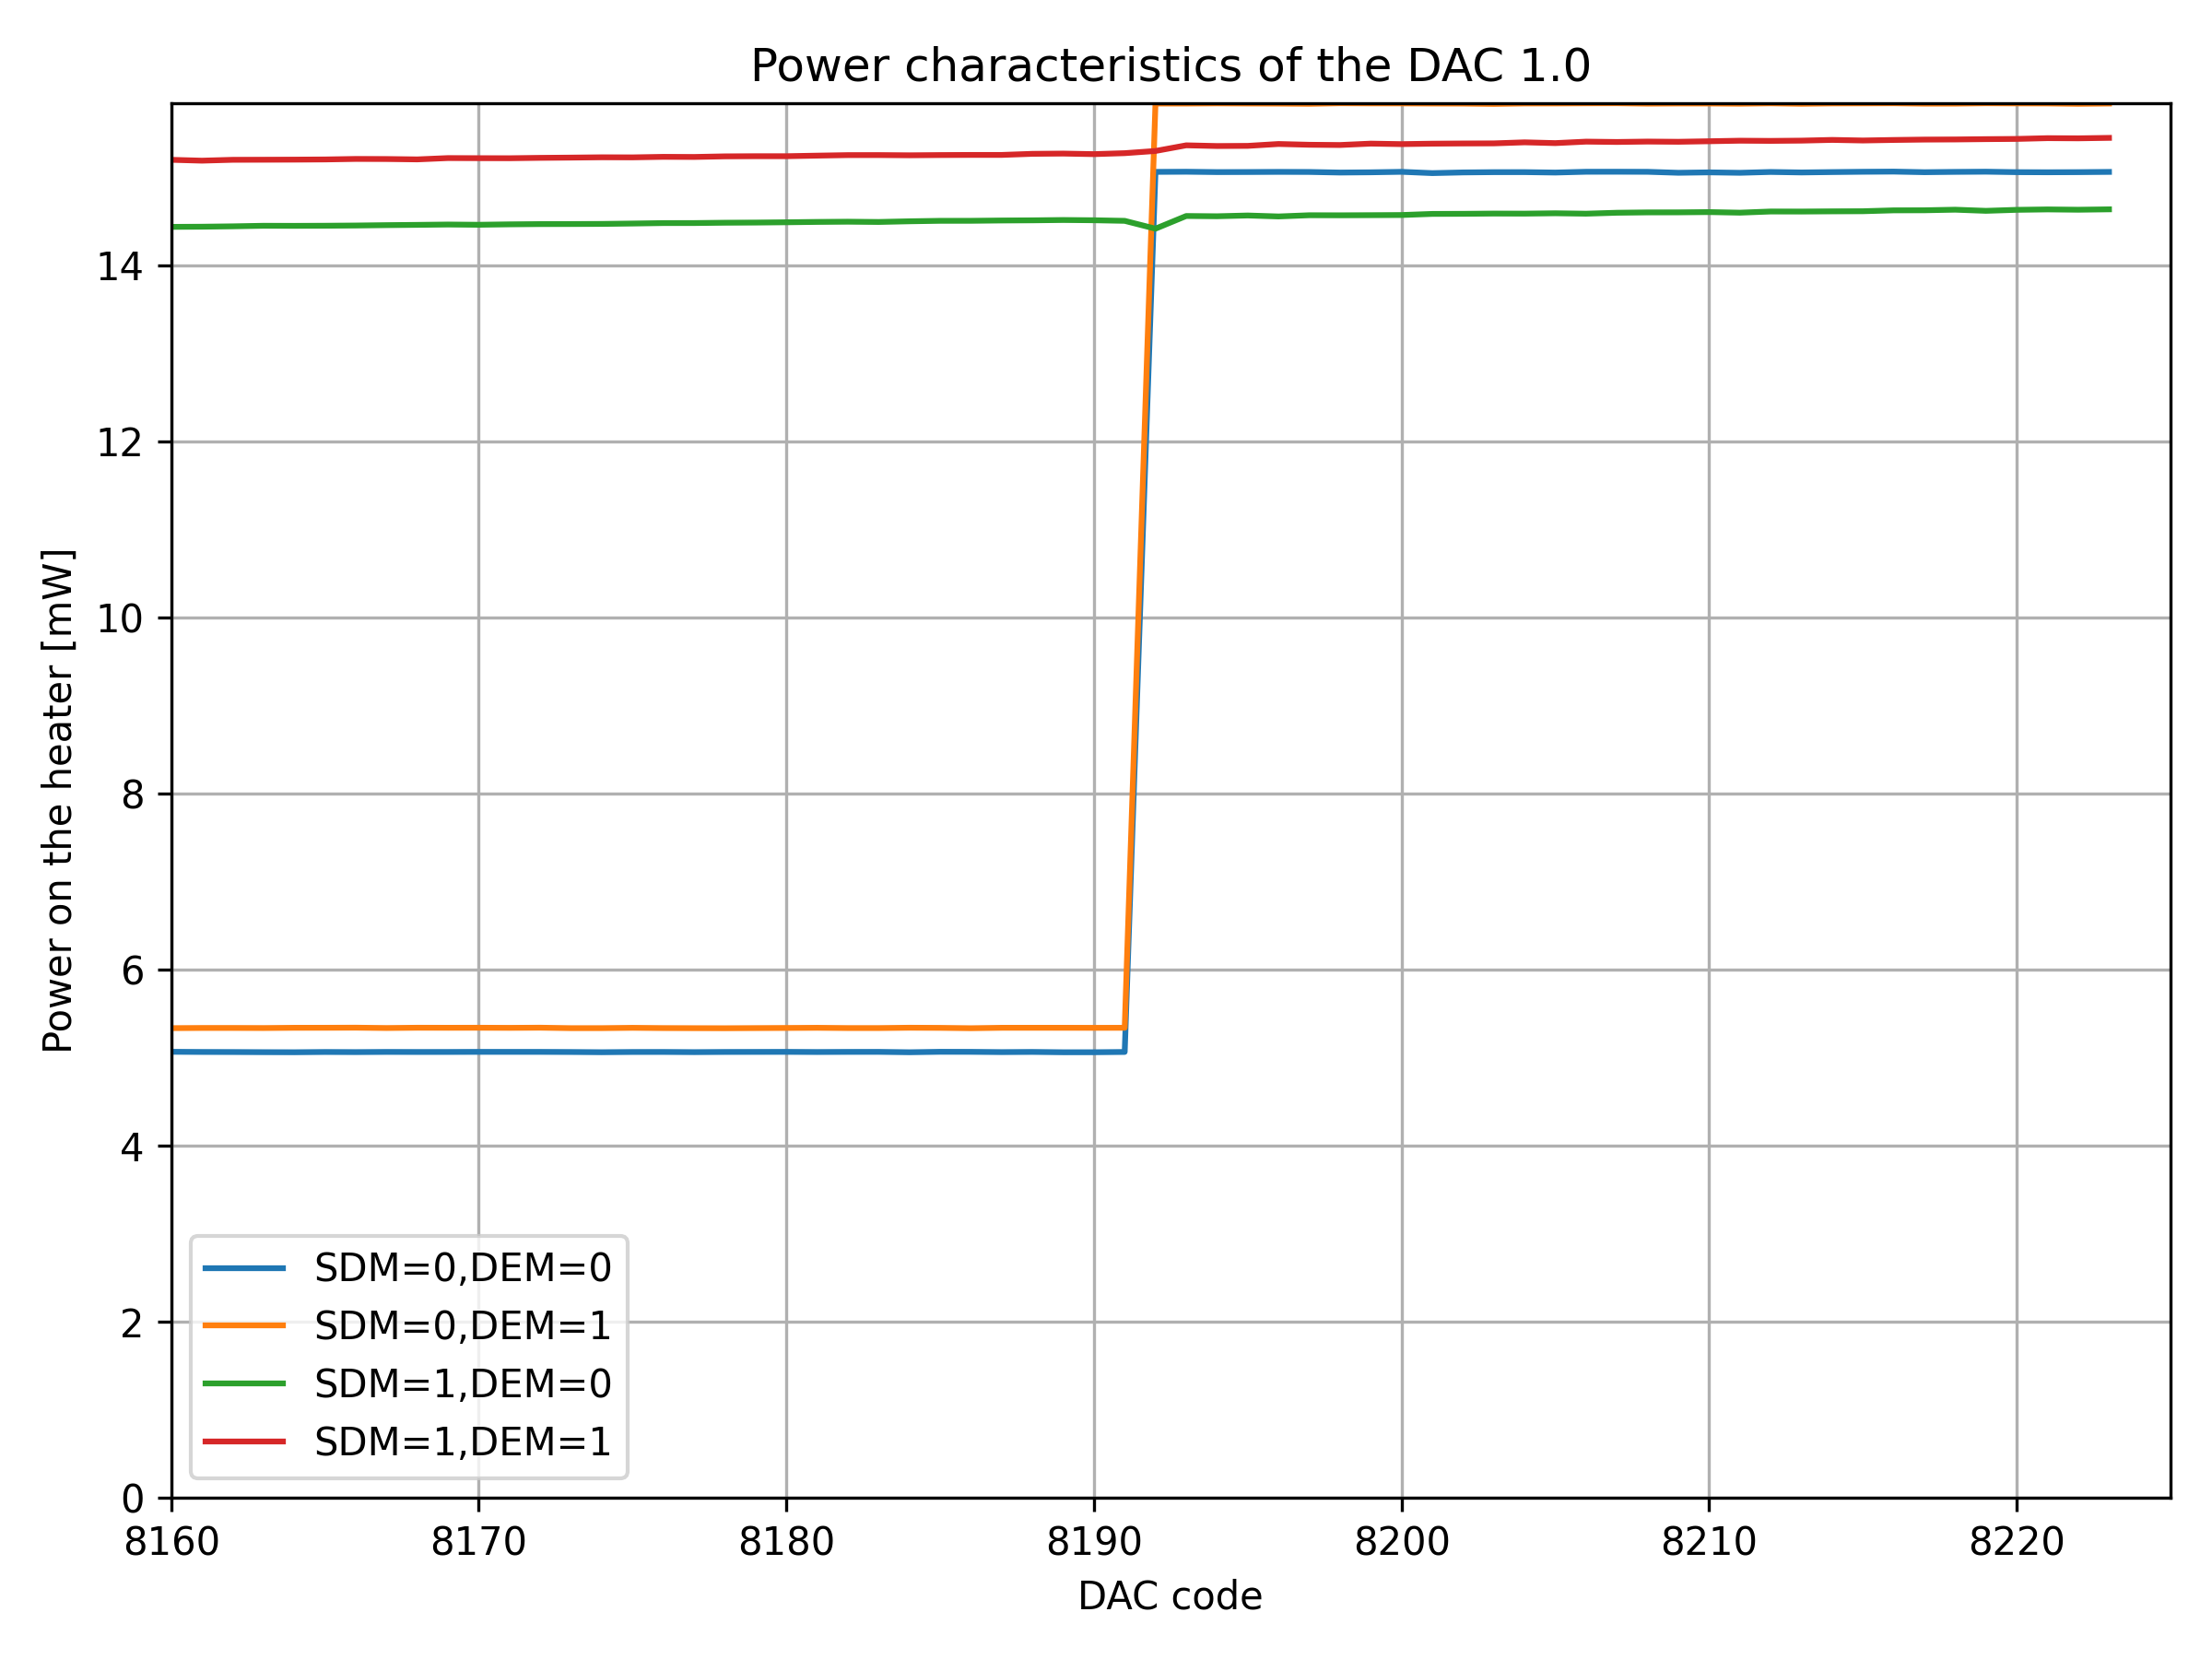 Power characteristics of the DAC 1.0
Power on the heater [mW]
14
12
10
8
6
4
2
0
SDM=0,DEM=0
SDM=0,DEM=1
SDM=1,DEM=0
SDM=1,DEM=1
8160 8170 8180 8190 8200 8210 8220
DAC code